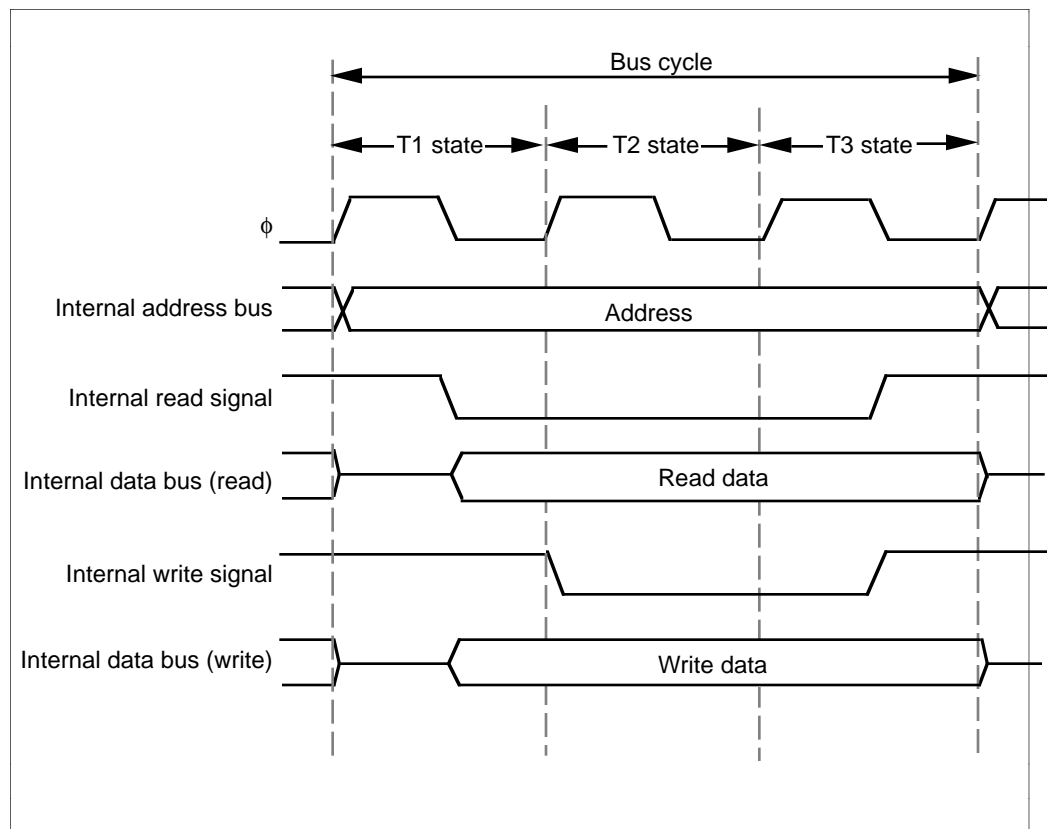 Bus cycle
T1 state
T2 state
T3 state
ϕ
Internal address bus
Address
Internal read signal
Internal data bus (read)
Read data
Internal write signal
Internal data bus (write)
Write data